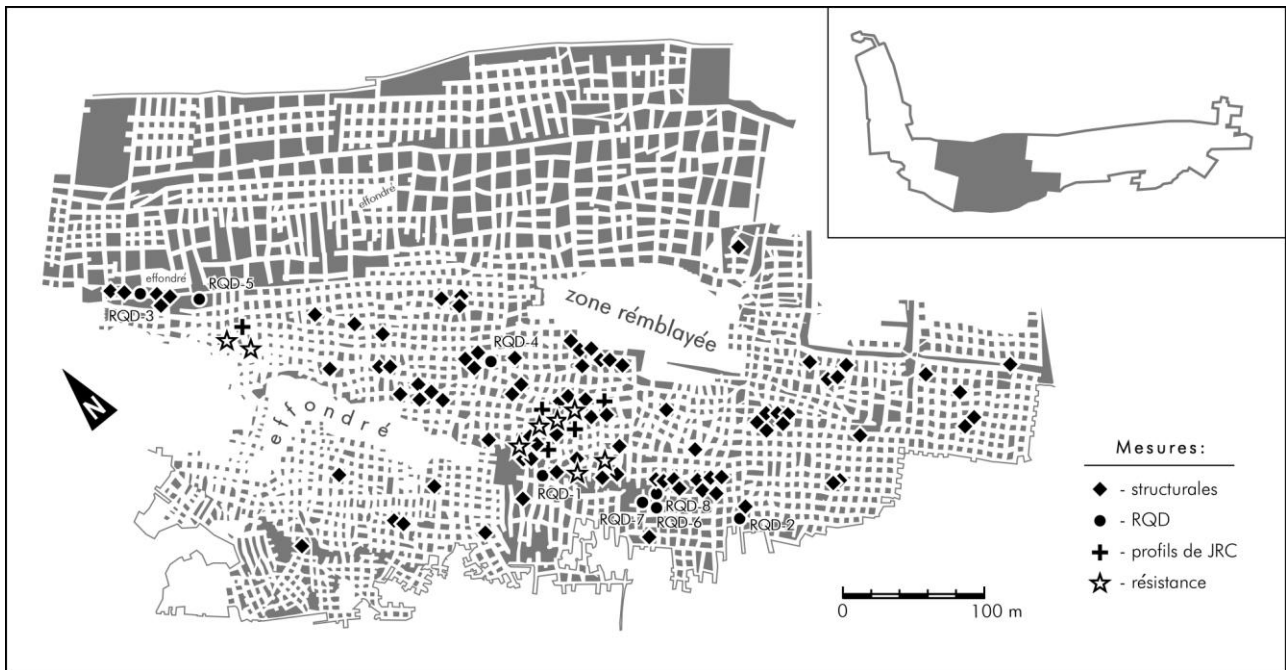 effondré
effondré
RQD-5
RQD-3
zone rémblayée
RQD-4
N
effondré
Mesures:
- structurales
RQD-1
RQD-8
RQD-7
RQD-6
RQD-2
- RQD
- profils de JRC
- résistance
0 100 m